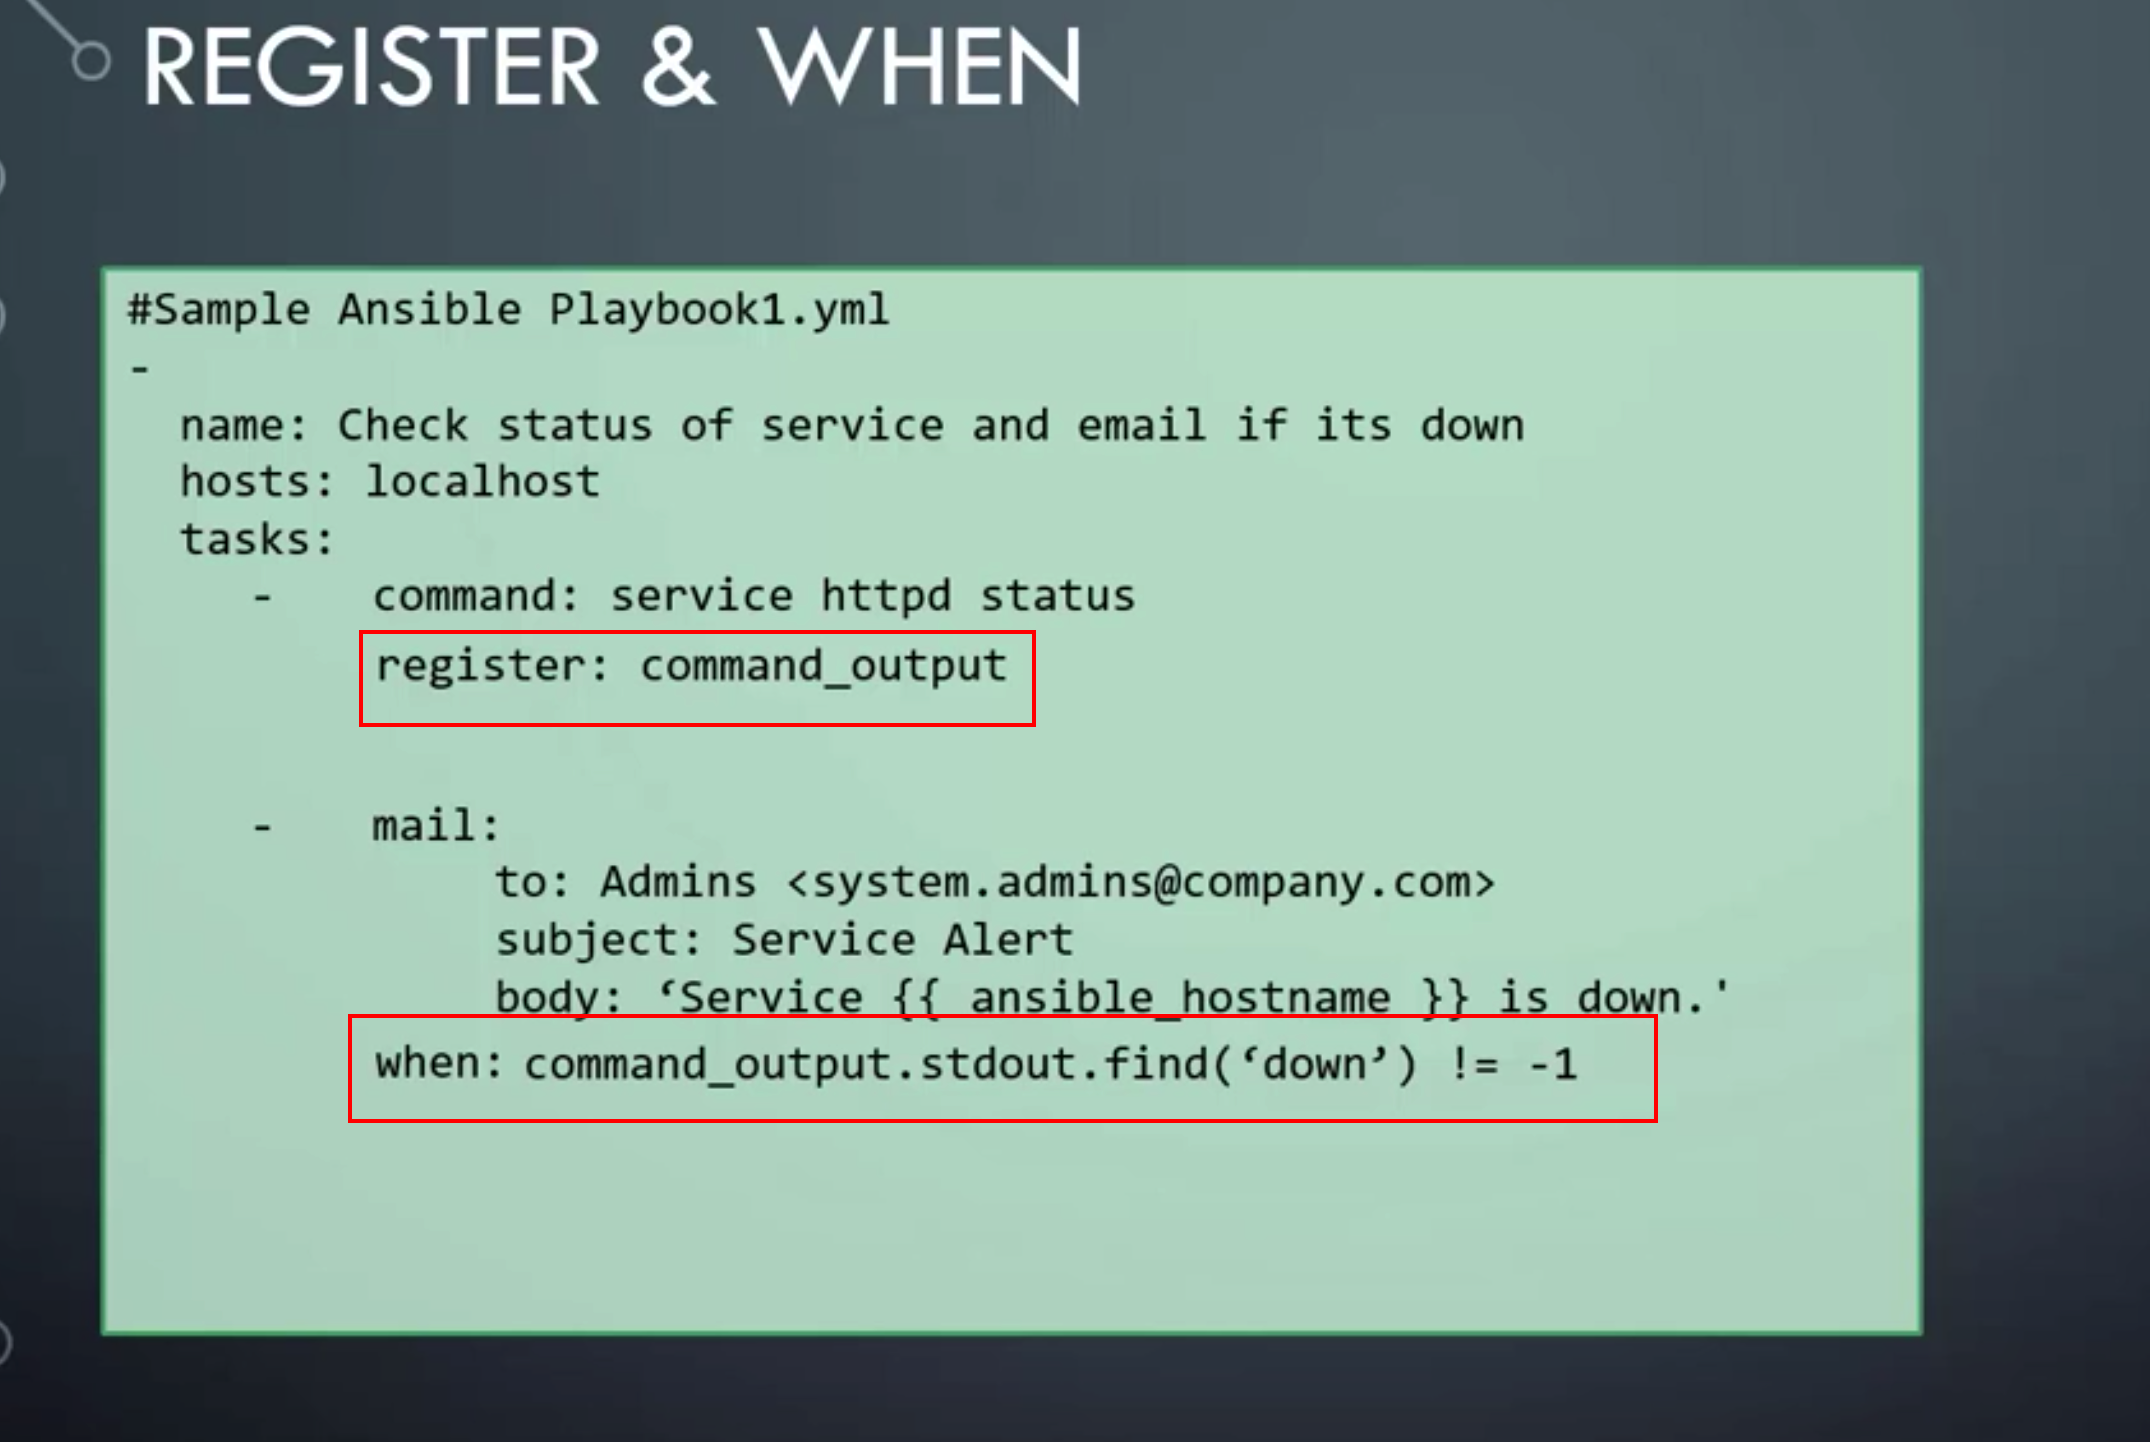 REGISTER & WHEN
#Sample Ansible Playbook1.yml
-
name: Check status of service and email if its down
hosts: localhost
tasks:
- command: service httpd status
register: command_output
- mail:
to: Admins <system.admins@company.com>
subject: Service Alert
body: ‘Service {{ ansible_hostname }} is down.'
when: command_output.stdout.find(‘down’) != -1